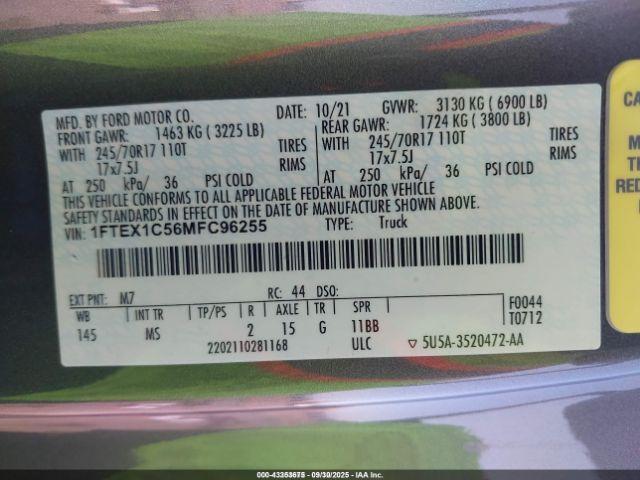 MFD. BY FORD MOTOR CO.
DATE: 10/21 GVWR: 3130 KG ( 6900 LB)
FRONT GAWR: 1463 KG ( 3225 LB) REAR GAWR: 1724 KG ( 3800 LB)
WITH 245/70R17 110T TIRES WITH 245/70R17 110T TIRES
17x7.5J RIMS 17x7.5J RIMS
AT 250 kPa/ 36 PSI COLD AT 250 kPa/ 36 PSI COLD
THIS VEHICLE CONFORMS TO ALL APPLICABLE FEDERAL MOTOR VEHICLE
SAFETY STANDARDS IN EFFECT ON THE DATE OF MANUFACTURE SHOWN ABOVE.
VIN: 1FTEX1C56MFC96255 TYPE: Truck
EXT PNT: M7 RC: 44 DSO:
WB INT TR TP/PS R AXLE TR SPR
145 MS 2 15 G 11BB
F0044
T0712
2202110281168 ULC ▽ 5U5A-3520472-AA
CA
M
RED
000-43353675 - 09/30/2025 - IAA Inc.